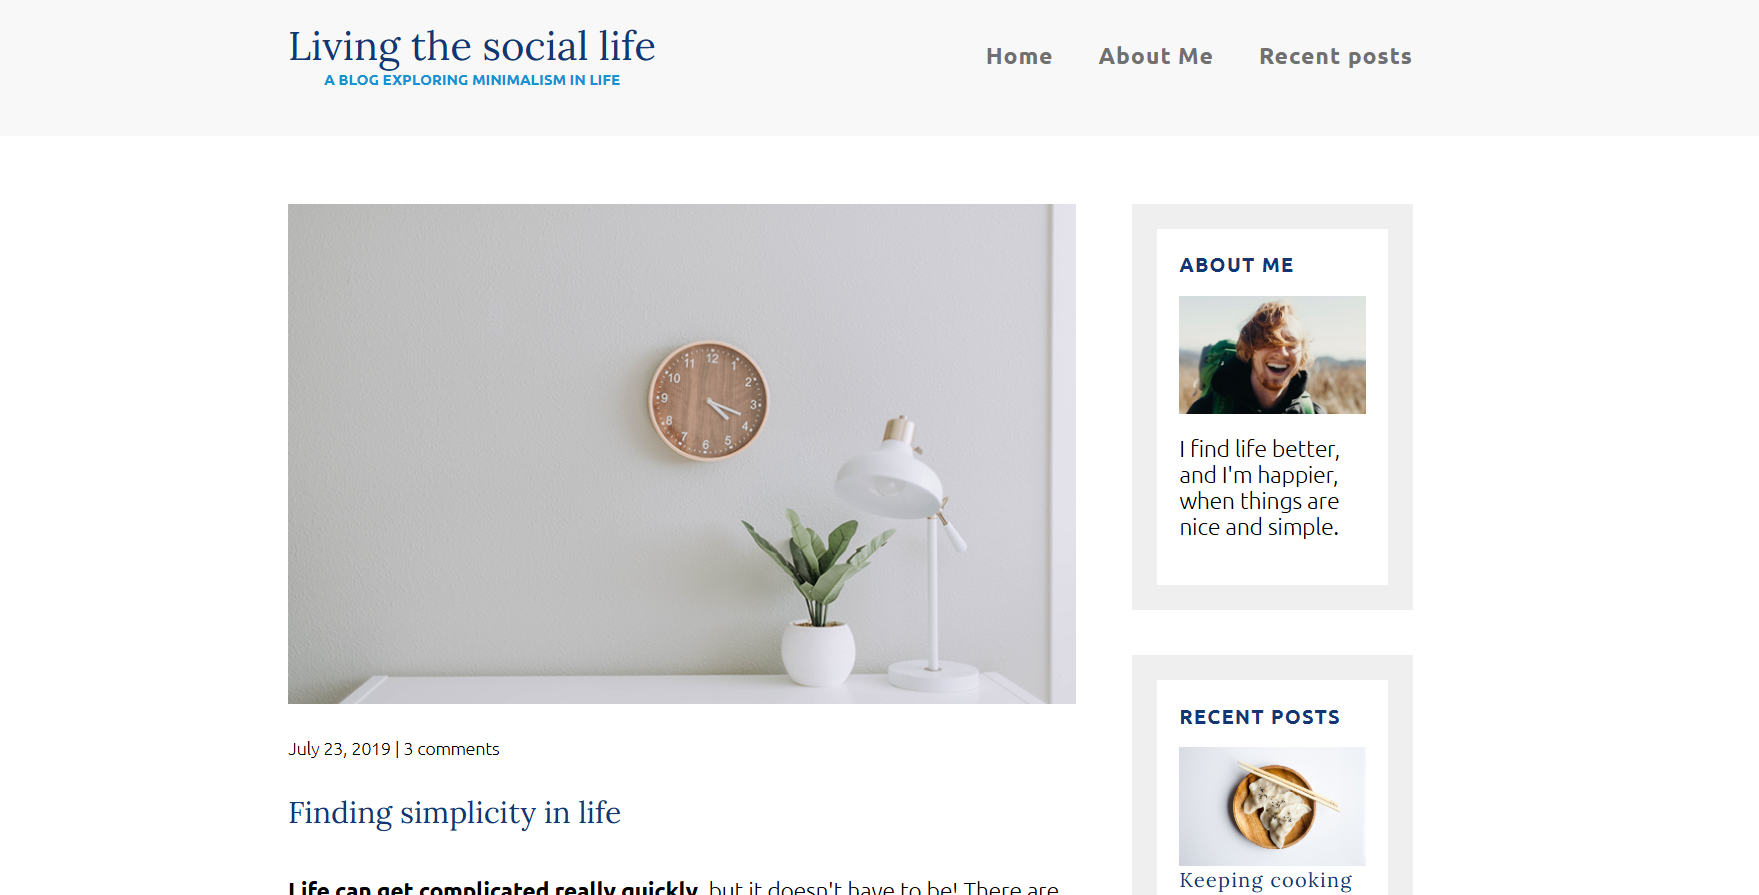 Living the social life
A BLOG EXPLORING MINIMALISM IN LIFE
Home About Me Recent posts
12
1
2
3
4
5
6
7
8
9
10
11
July 23, 2019 | 3 comments
Finding simplicity in life
Life can get complicated really quickly, but it doesn't have to be! There are
ABOUT ME
I find life better,
and I'm happier,
when things are
nice and simple.
RECENT POSTS
Keeping cooking